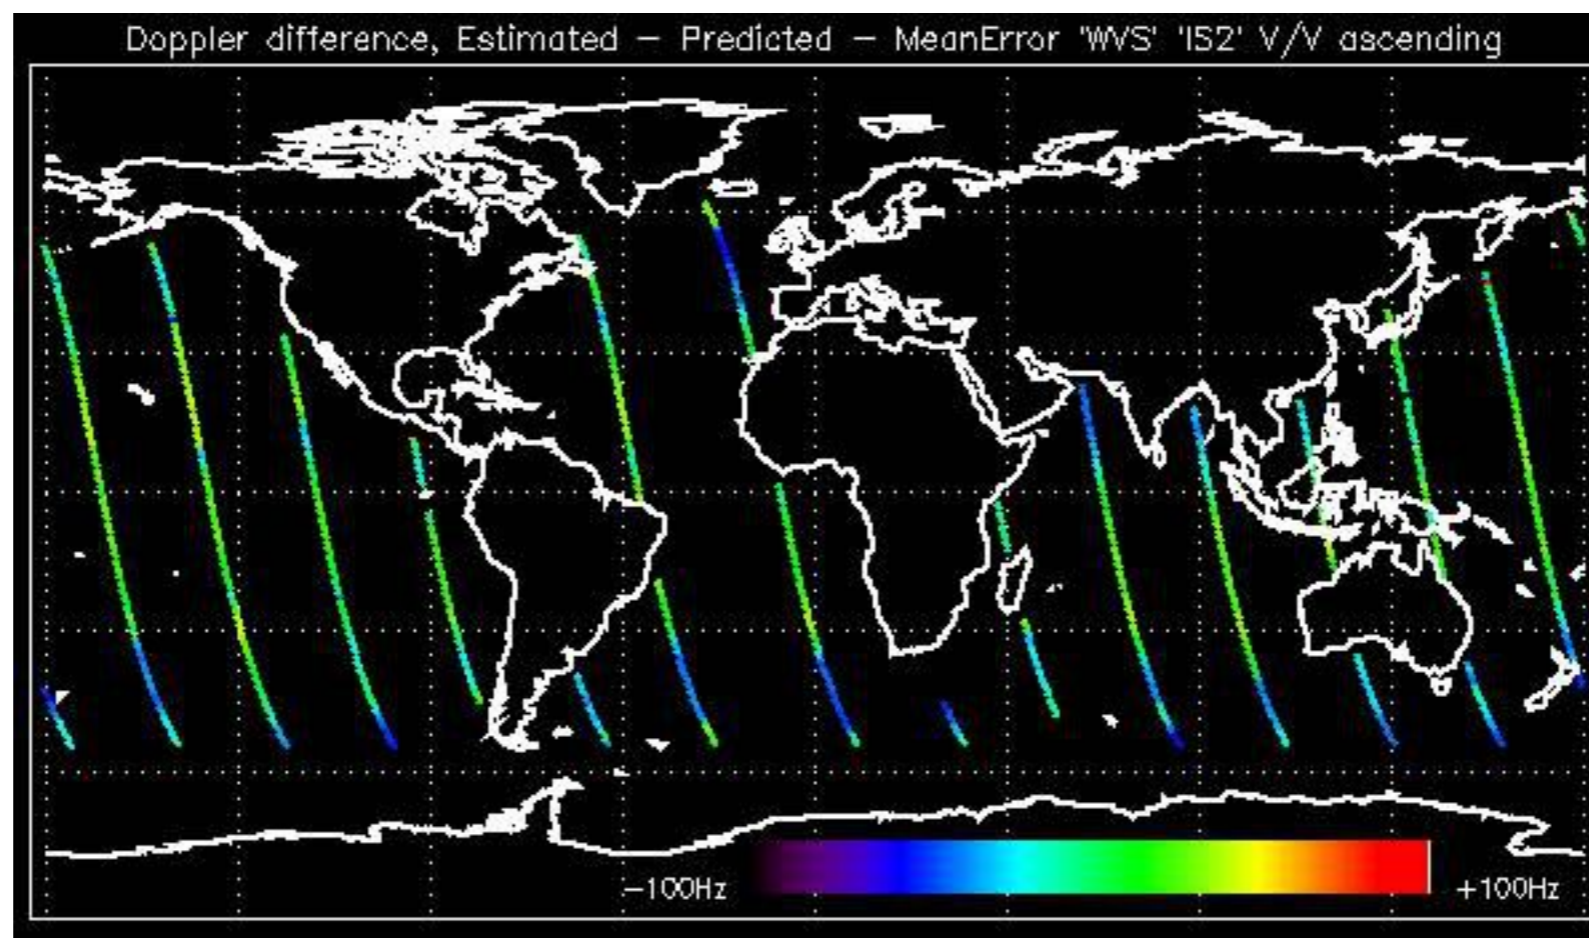 Doppler difference, Estimated – Predicted – MeanError 'WVS' 'IS2' V/V ascending
-100Hz
+100Hz